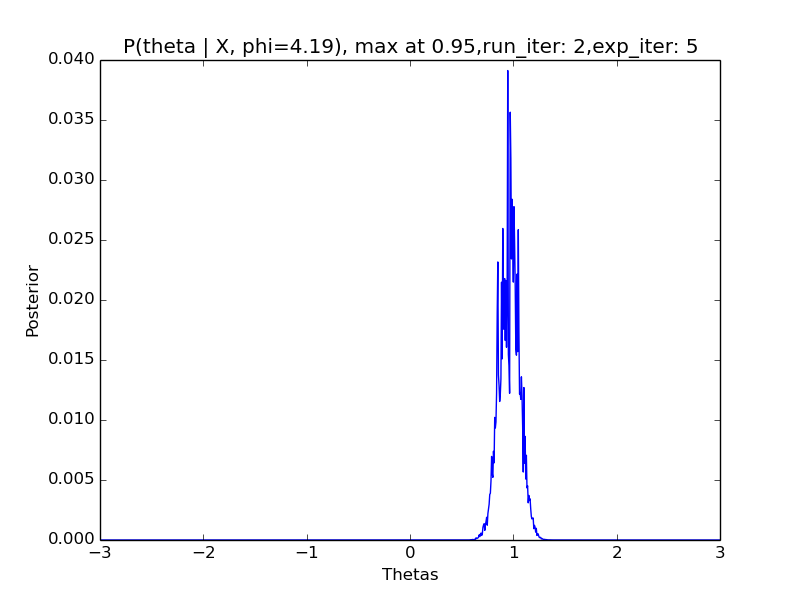 P(theta | X, phi=4.19), max at 0.95,run_iter: 2,exp_iter: 5
0.040
0.035
0.030
0.025
0.020
0.015
0.010
0.005
0.000
Posterior
−3 −2 −1 0 1 2 3
Thetas